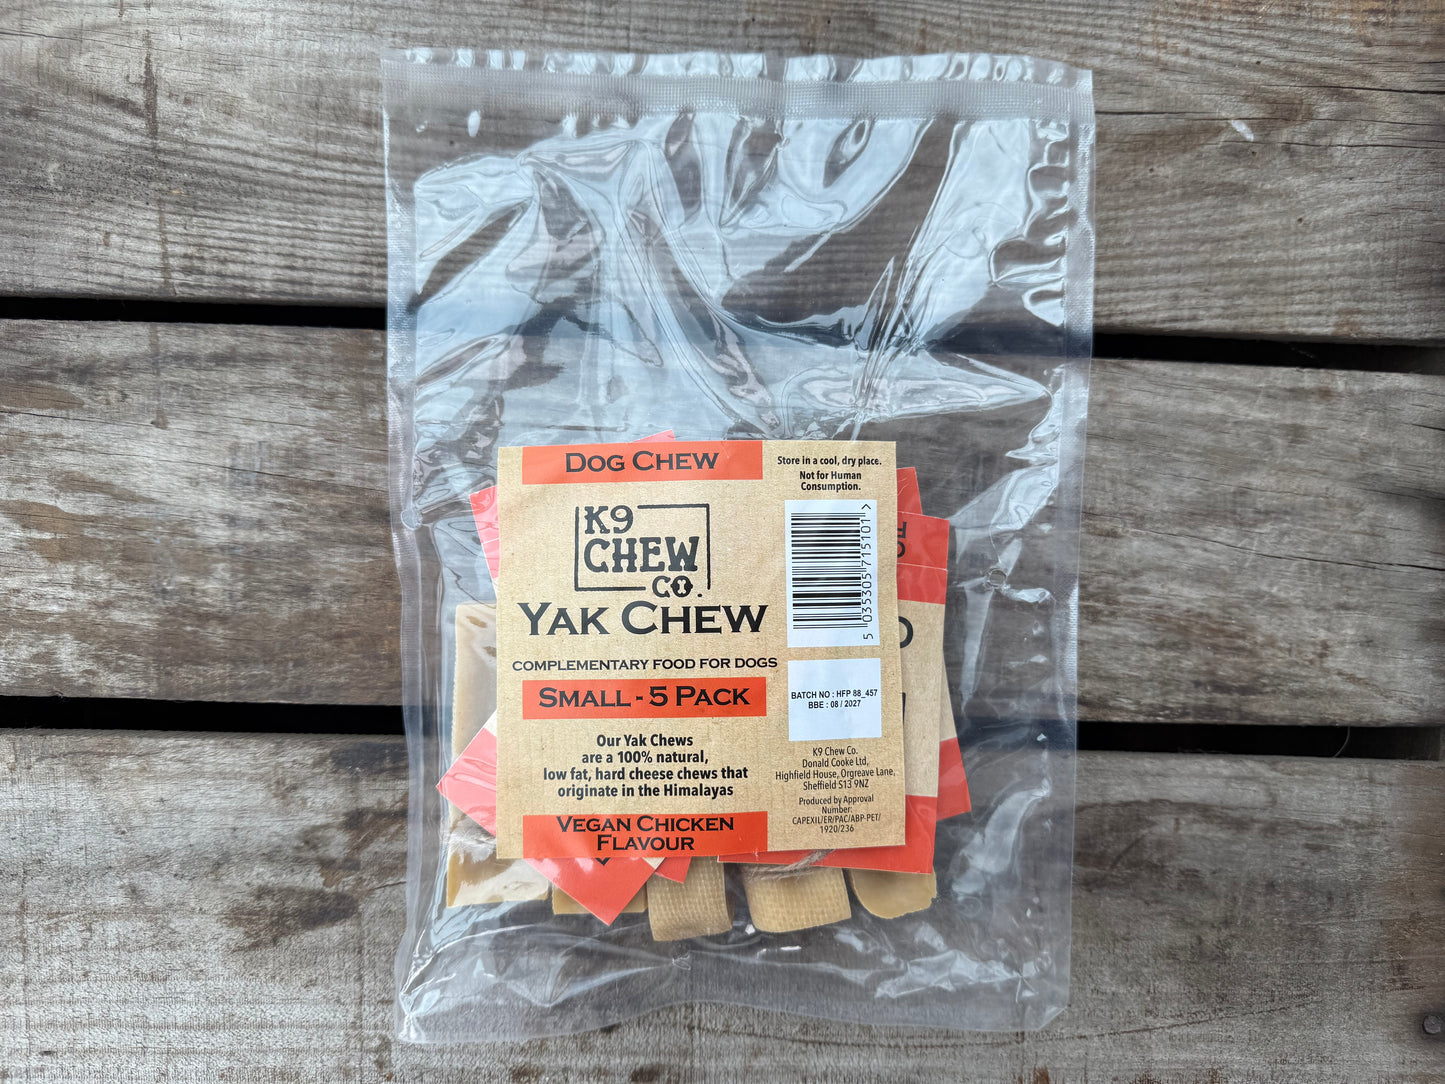 DOG CHEW
K9
CHEW
CO.
YAK CHEW
COMPLEMENTARY FOOD FOR DOGS
SMALL - 5 PACK
Our Yak Chews
are a 100% natural,
low fat, hard cheese chews that
originate in the Himalayas
VEGAN CHICKEN
FLAVOUR
Store in a cool, dry place.
Not for Human
Consumption.
5 035305 715101 >
BATCH NO : HFP 88_457
BBE : 08 / 2027
K9 Chew Co.
Donald Cooke Ltd,
Highfield House, Orgreave Lane,
Sheffield S13 9NZ
Produced by Approval
Number:
CAPEXIL/ER/PAC/ABP-PET/
1920/236